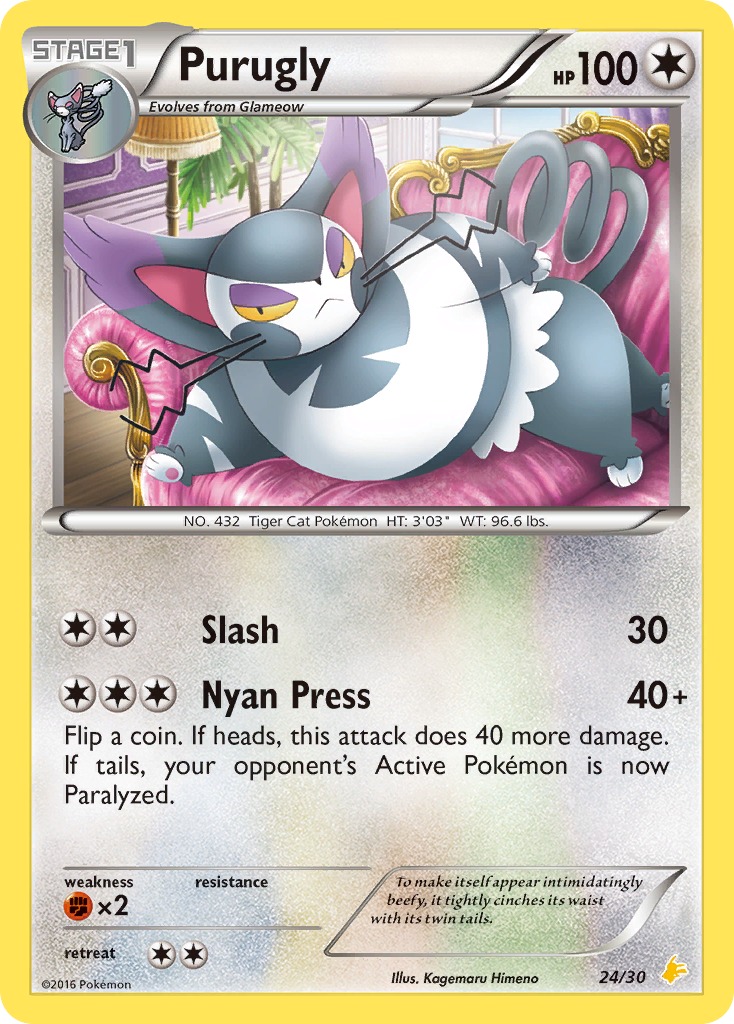 STAGE1
Purugly
HP100
Evolves from Glameow
NO. 432 Tiger Cat Pokémon HT: 3'03" WT: 96.6 lbs.
Slash 30
Nyan Press 40+
Flip a coin. If heads, this attack does 40 more damage.
If tails, your opponent's Active Pokémon is now
Paralyzed.
weakness resistance
×2
To make itself appear intimidatingly
beefy, it tightly cinches its waist
with its twin tails.
retreat
©2016 Pokémon
Illus. Kagemaru Himeno
24/30